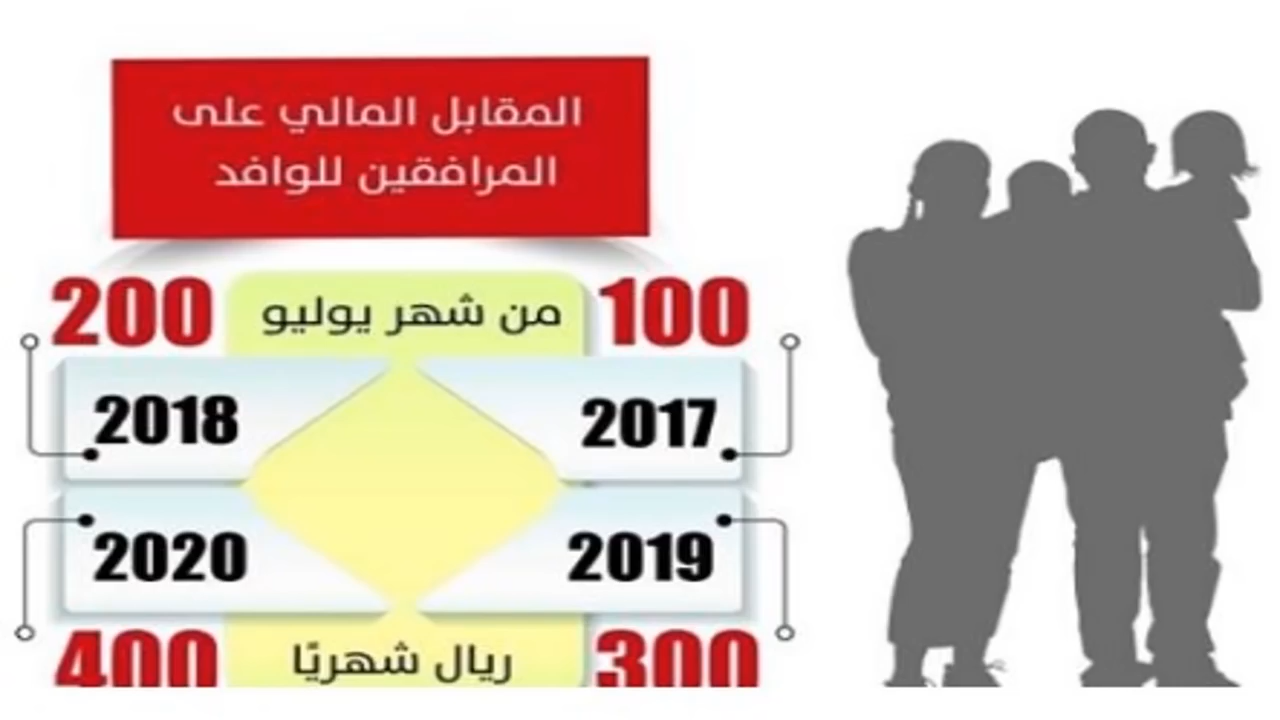 المقابل المالي على
المرافقين للوافد
100 من شهر يوليو 200
2017 2018
2019 2020
300 ريال شهريًا 400